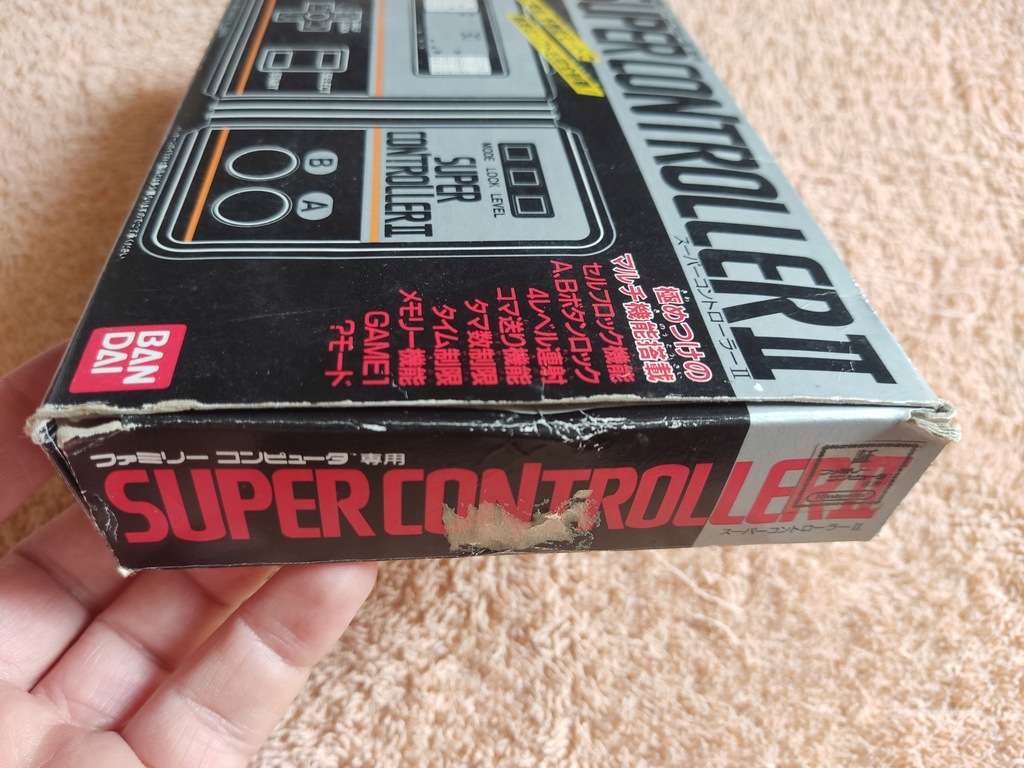 SUPER CONTROLLER II
スーパーコントローラーII
SELECT
START
MODE LOCK LEVEL
SUPER
CONTROLLER II
B
A
極めつけの
マルチ機能搭載
セルフロック機能
A.Bボタンロック
4レベル連射
コマ送り機能
タマ数制限
タイム制限
メモリー機能
GAME1
?モード
BAN
DAI
ファミリー コンピュータ™専用
SUPER CONTROLLER II
スーパーコントローラーII